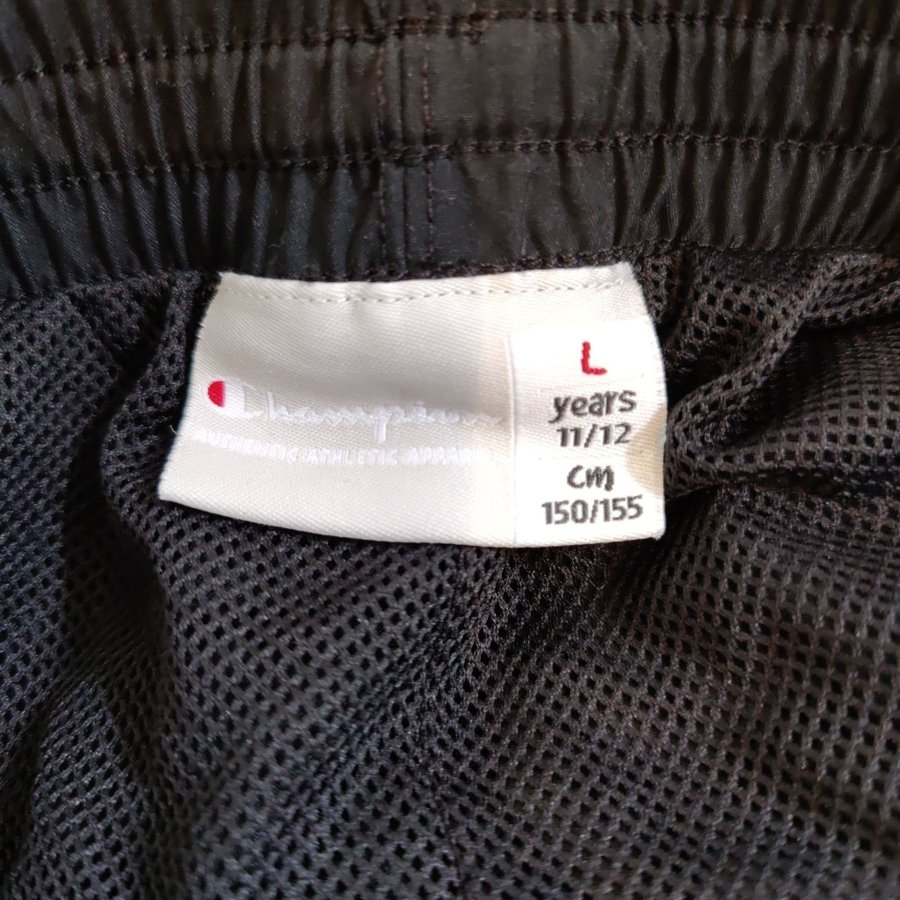 Champion
AUTHENTIC ATHLETIC APPAREL
L
years
11/12
cm
150/155